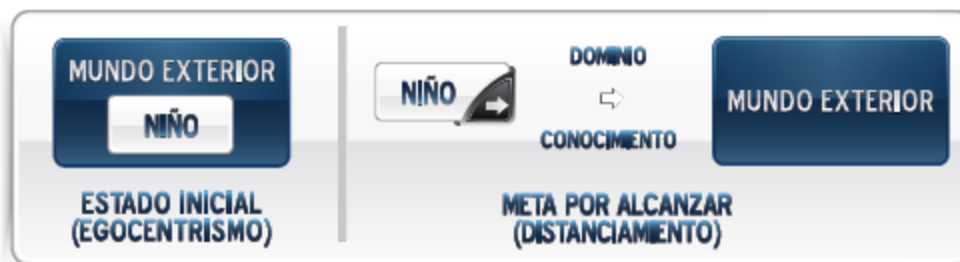 MUNDO EXTERIOR
NIÑO
ESTADO INICIAL
(EGOCENTRISMO)
NIÑO
DOMINIO
CONOCIMIENTO
MUNDO EXTERIOR
META POR ALCANZAR
(DISTANCIAMIENTO)